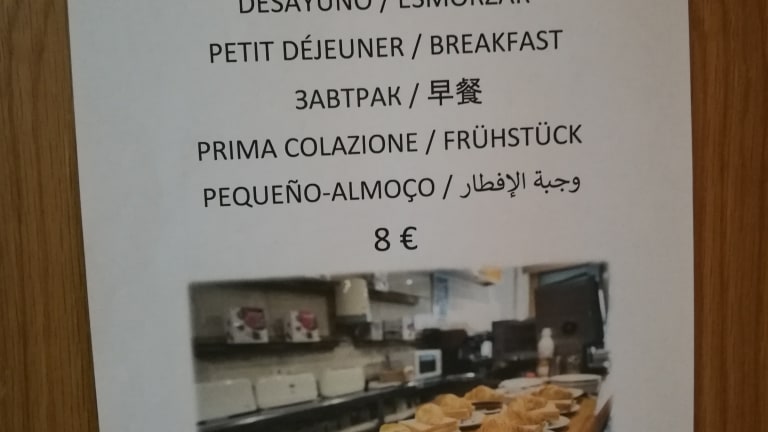 DESAYUNO / ESMORZAR
PETIT DÉJEUNER / BREAKFAST
ЗАВТРАК / 早餐
PRIMA COLAZIONE / FRÜHSTÜCK
PEQUEÑO-ALMOÇO / وجبة الإفطار
8 €